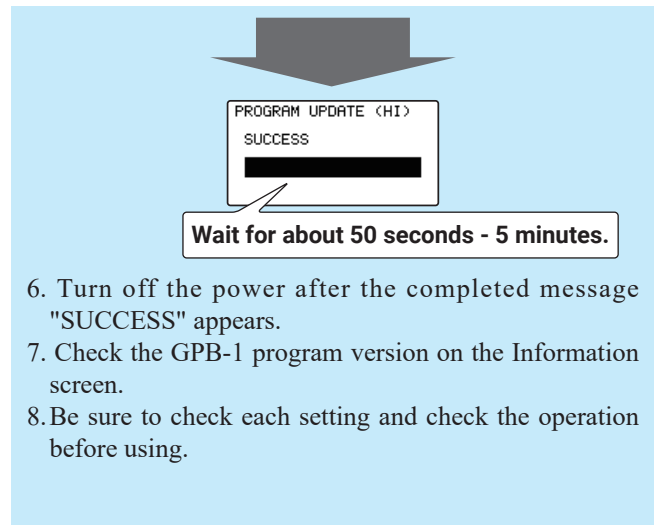 PROGRAM UPDATE (HI)
SUCCESS
Wait for about 50 seconds - 5 minutes.
6. Turn off the power after the completed message
"SUCCESS" appears.
7. Check the GPB-1 program version on the Information
screen.
8. Be sure to check each setting and check the operation
before using.